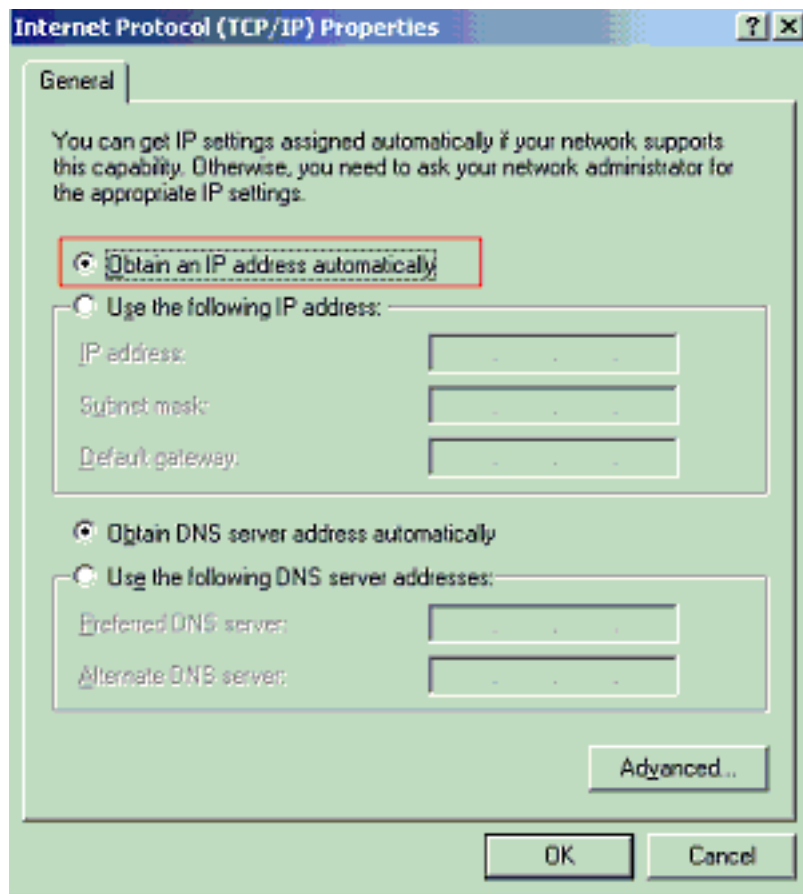 Internet Protocol (TCP/IP) Properties
General
You can get IP settings assigned automatically if your network supports
this capability. Otherwise, you need to ask your network administrator for
the appropriate IP settings.
Obtain an IP address automatically
Use the following IP address:
IP address:
Subnet mask:
Default gateway:
Obtain DNS server address automatically
Use the following DNS server addresses:
Preferred DNS server:
Alternate DNS server:
Advanced...
OK
Cancel